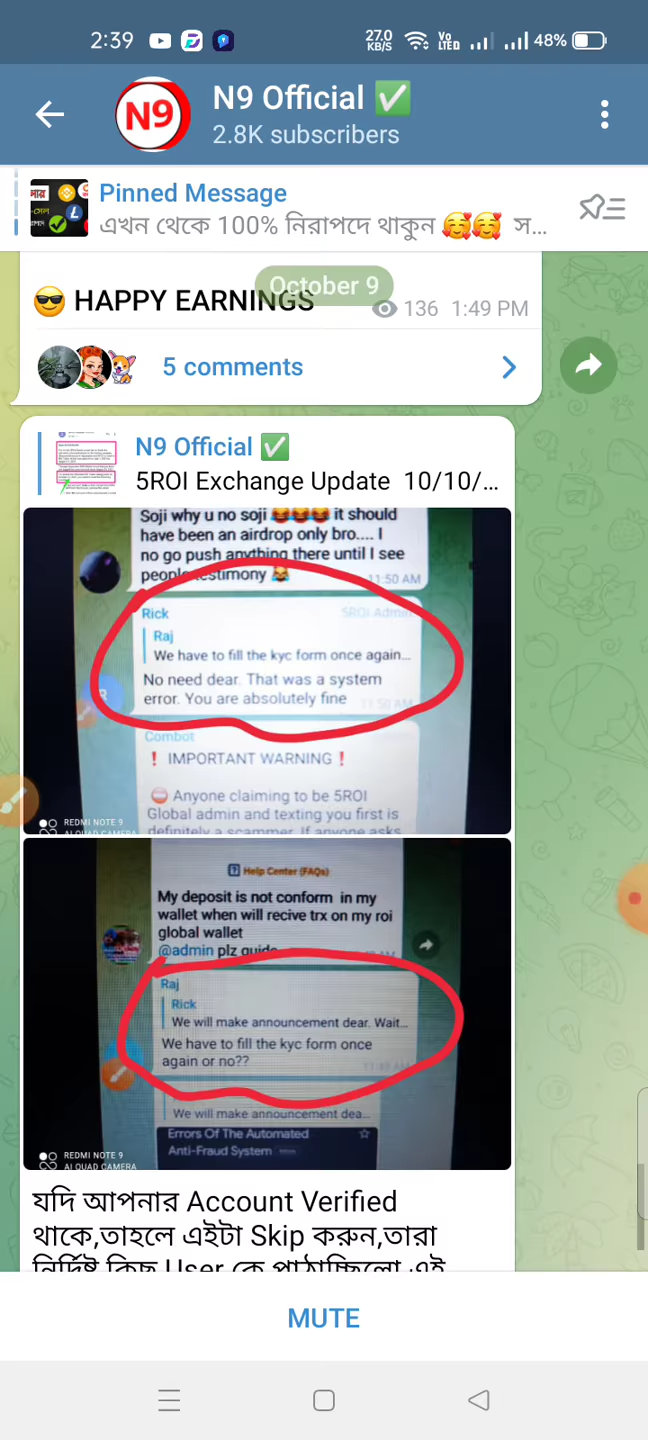 2:39
27.0
KB/S
Vo
LTED
48%
N9
N9 Official ✅
2.8K subscribers
Pinned Message
এখন থেকে 100% নিরাপদে থাকুন 🥰🥰 স...
October 9
😎 HAPPY EARNINGS
136 1:49 PM
5 comments
N9 Official ✅
5ROI Exchange Update 10/10/...
Soji why u no soji 😂😂😂 it should
have been an airdrop only bro.... I
no go push anything there until I see
people testimony
11:50 AM
Rick 5ROI Admin
Raj
We have to fill the kyc form once again...
No need dear. That was a system
error. You are absolutely fine
11:50 AM
Combot
❗ IMPORTANT WARNING ❗
⛔ Anyone claiming to be 5ROI
Global admin and texting you first is
definitely a scammer. If anyone asks
REDMI NOTE 9
AI QUAD CAMERA
Help Center (FAQs)
My deposit is not conform in my
wallet when will recive trx on my roi
global wallet
@admin plz guide
Raj
Rick
We will make announcement dear. Wait...
We have to fill the kyc form once
again or no??
We will make announcement dea...
Errors Of The Automated
Anti-Fraud System
REDMI NOTE 9
AI QUAD CAMERA
যদি আপনার Account Verified
থাকে,তাহলে এইটা Skip করুন,তারা
নির্দিষ্ট কিছু User কে পাঠাচ্ছিলো এই
MUTE